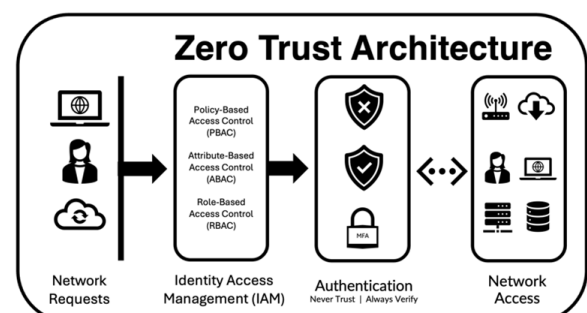 Zero Trust Architecture
Policy-Based
Access Control
(PBAC)
Attribute-Based
Access Control
(ABAC)
Role-Based
Access Control
(RBAC)
MFA
Network
Requests
Identity Access
Management (IAM)
Authentication
Never Trust | Always Verify
Network
Access